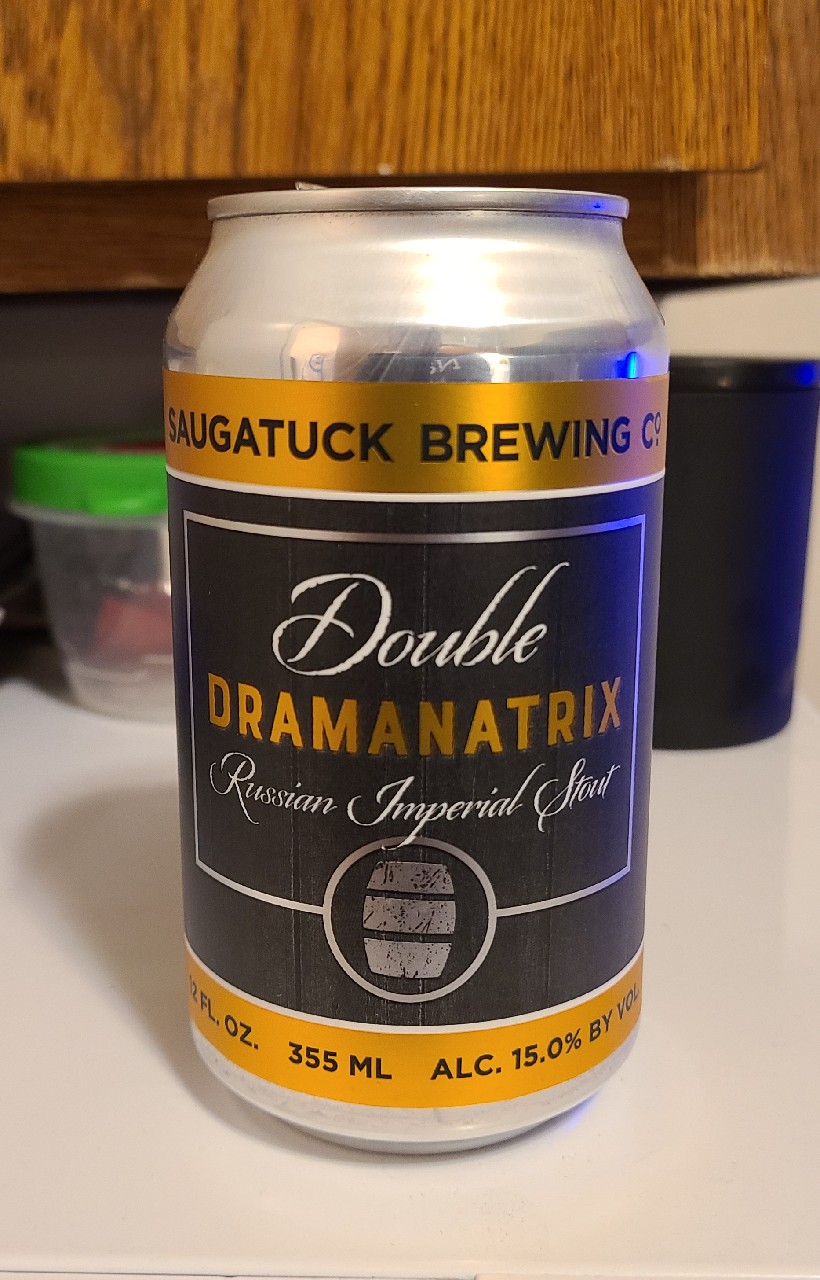 SAUGATUCK BREWING Cº
Double
DRAMANATRIX
Russian Imperial Stout
12 FL. OZ. 355 ML ALC. 15.0% BY VOL.